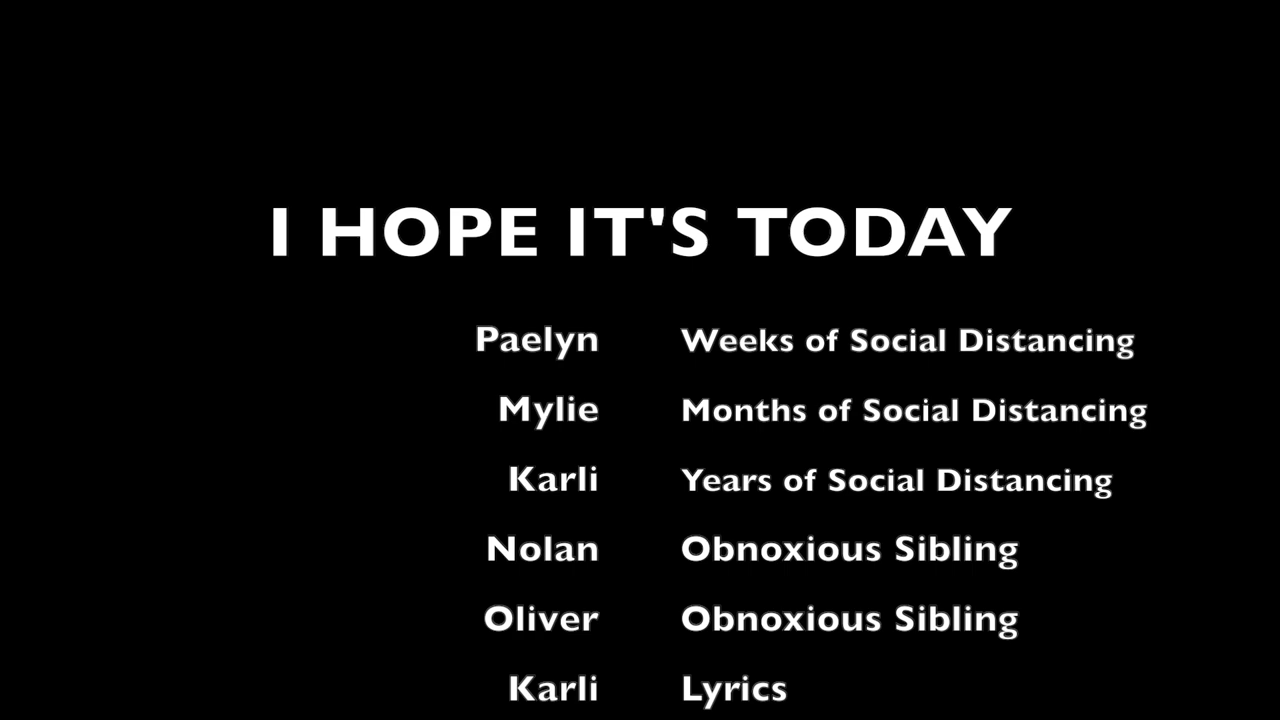 I HOPE IT'S TODAY
Paelyn Weeks of Social Distancing
Mylie Months of Social Distancing
Karli Years of Social Distancing
Nolan Obnoxious Sibling
Oliver Obnoxious Sibling
Karli Lyrics